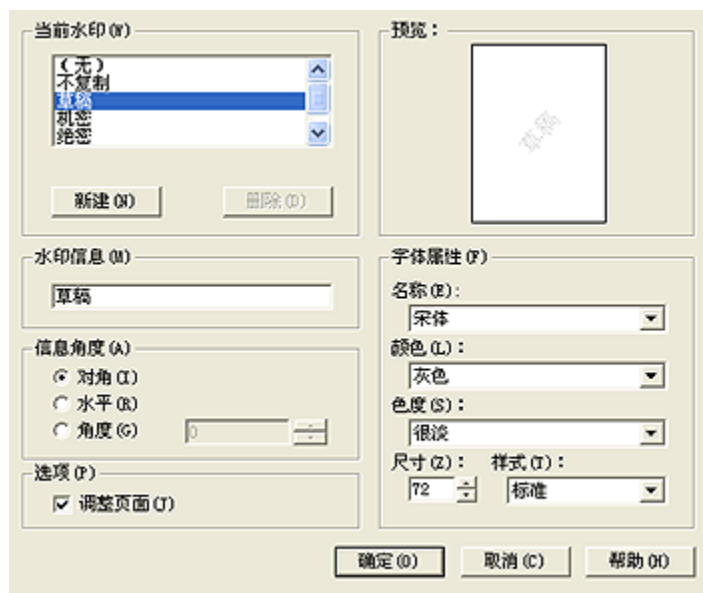 当前水印(W)
(无)
不复制
草稿
机密
绝密
新建(N)
删除(D)
预览：
草稿
水印信息(M)
草稿
信息角度(A)
对角(I)
水平(R)
角度(G)
0
选项(P)
调整页面(J)
字体属性(F)
名称(E):
宋体
颜色(L)：
灰色
色度(S)：
很淡
尺寸(Z)： 样式(T)：
72 标准
确定(O) 取消(C) 帮助(H)